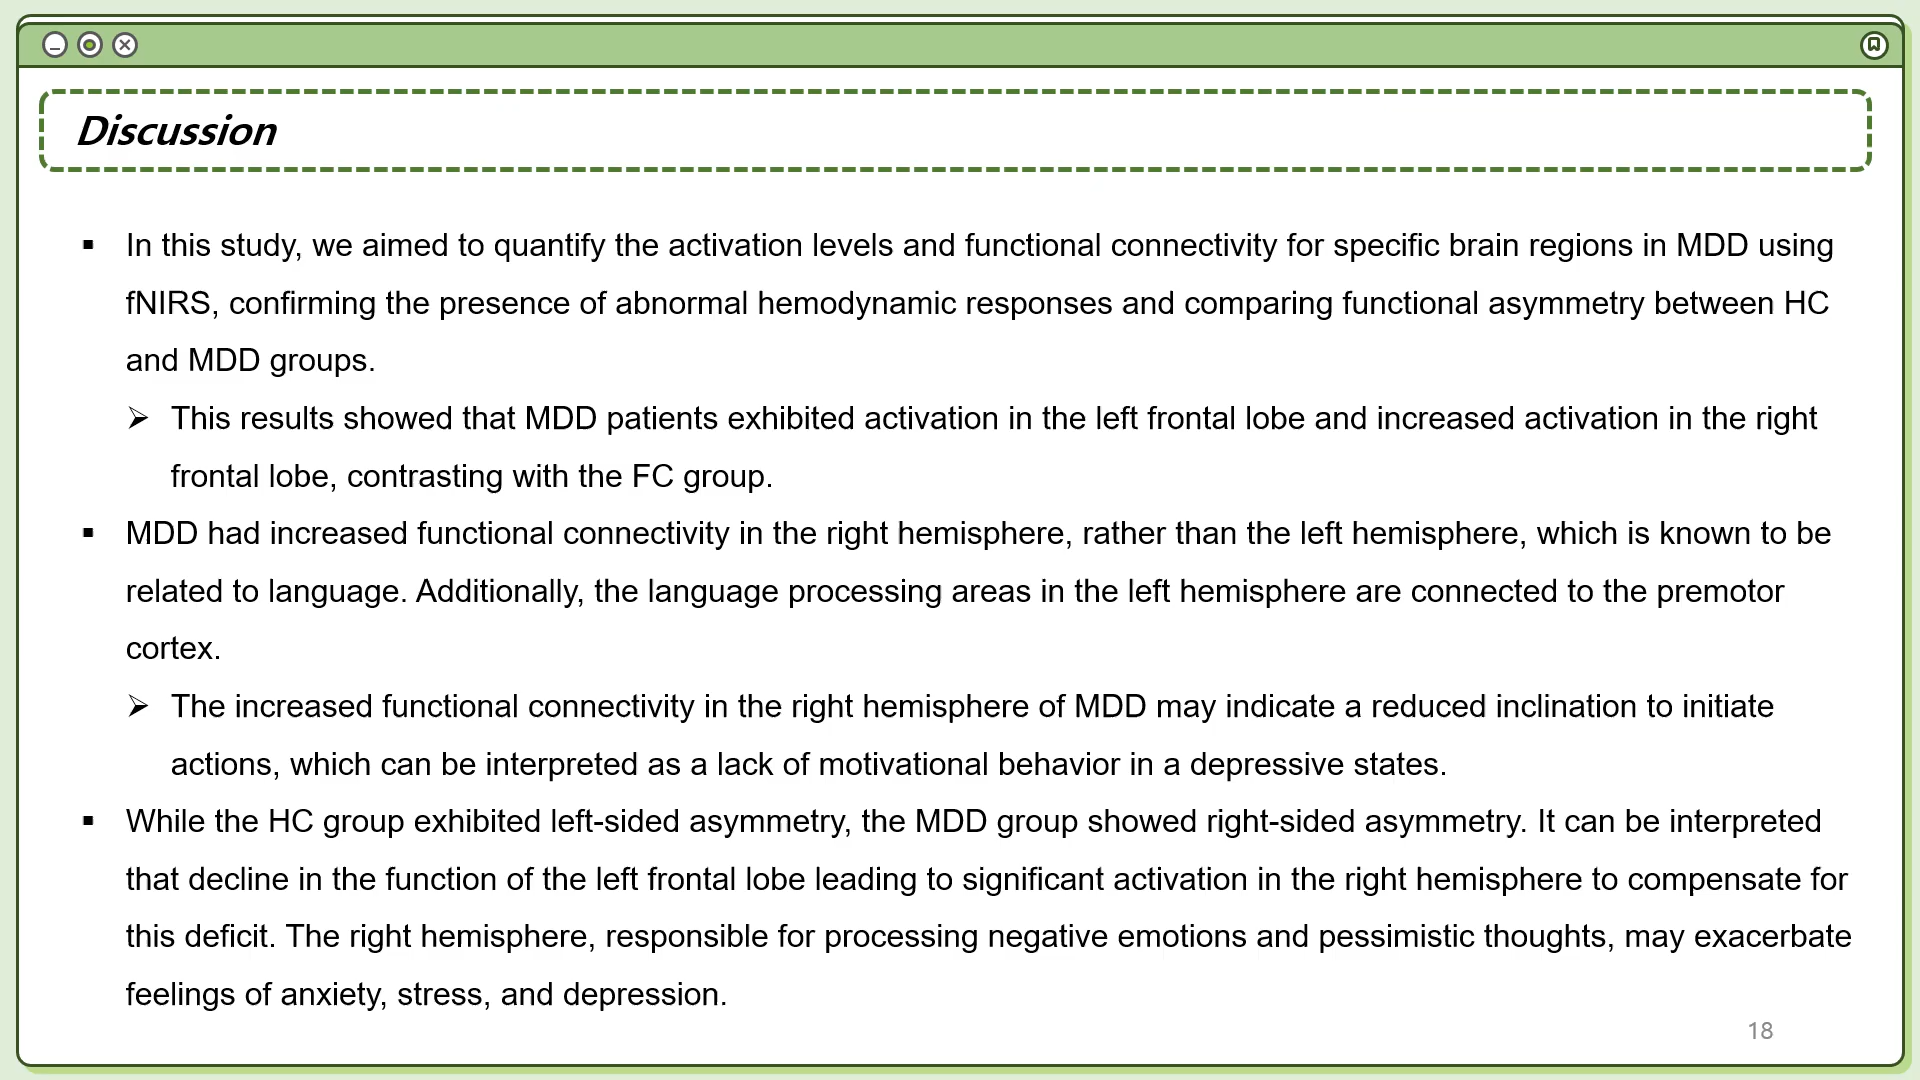 Discussion
▪ In this study, we aimed to quantify the activation levels and functional connectivity for specific brain regions in MDD using
fNIRS, confirming the presence of abnormal hemodynamic responses and comparing functional asymmetry between HC
and MDD groups.
➢ This results showed that MDD patients exhibited activation in the left frontal lobe and increased activation in the right
frontal lobe, contrasting with the FC group.
▪ MDD had increased functional connectivity in the right hemisphere, rather than the left hemisphere, which is known to be
related to language. Additionally, the language processing areas in the left hemisphere are connected to the premotor
cortex.
➢ The increased functional connectivity in the right hemisphere of MDD may indicate a reduced inclination to initiate
actions, which can be interpreted as a lack of motivational behavior in a depressive states.
▪ While the HC group exhibited left-sided asymmetry, the MDD group showed right-sided asymmetry. It can be interpreted
that decline in the function of the left frontal lobe leading to significant activation in the right hemisphere to compensate for
this deficit. The right hemisphere, responsible for processing negative emotions and pessimistic thoughts, may exacerbate
feelings of anxiety, stress, and depression.
18